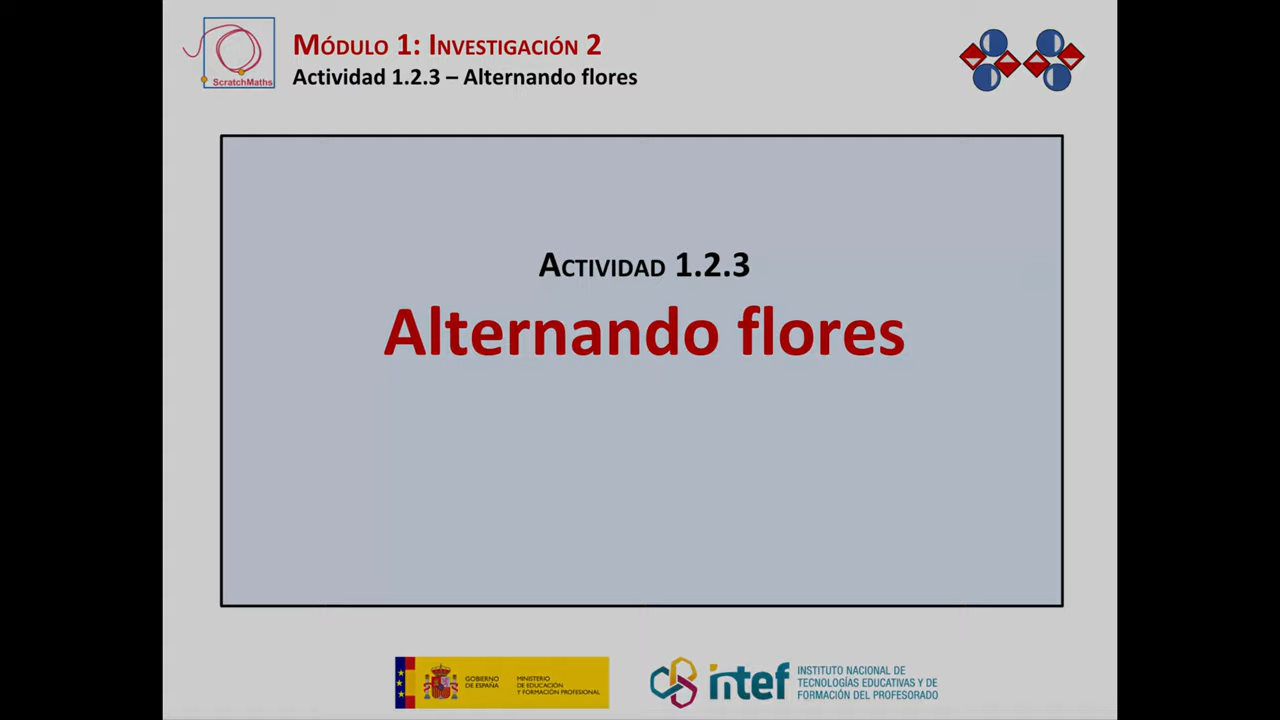 ScratchMaths
MÓDULO 1: INVESTIGACIÓN 2
Actividad 1.2.3 – Alternando flores
ACTIVIDAD 1.2.3
Alternando flores
GOBIERNO
DE ESPAÑA
MINISTERIO
DE EDUCACIÓN
Y FORMACIÓN PROFESIONAL
intef
INSTITUTO NACIONAL DE
TECNOLOGÍAS EDUCATIVAS Y DE
FORMACIÓN DEL PROFESORADO